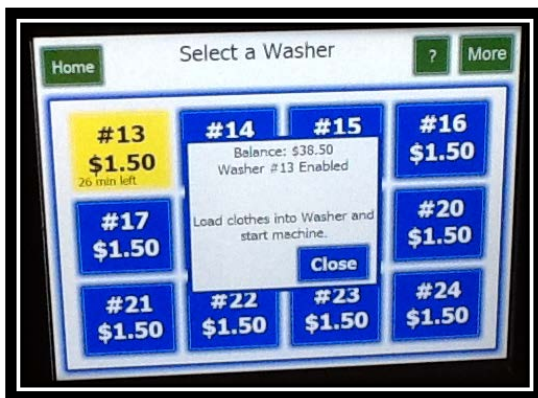 Home
Select a Washer
?
More
#13
$1.50
26 min left
#14
#15
#16
$1.50
Balance: $38.50
Washer #13 Enabled
Load clothes into Washer and
start machine.
Close
#17
$1.50
#20
$1.50
#21
$1.50
#22
$1.50
#23
$1.50
#24
$1.50